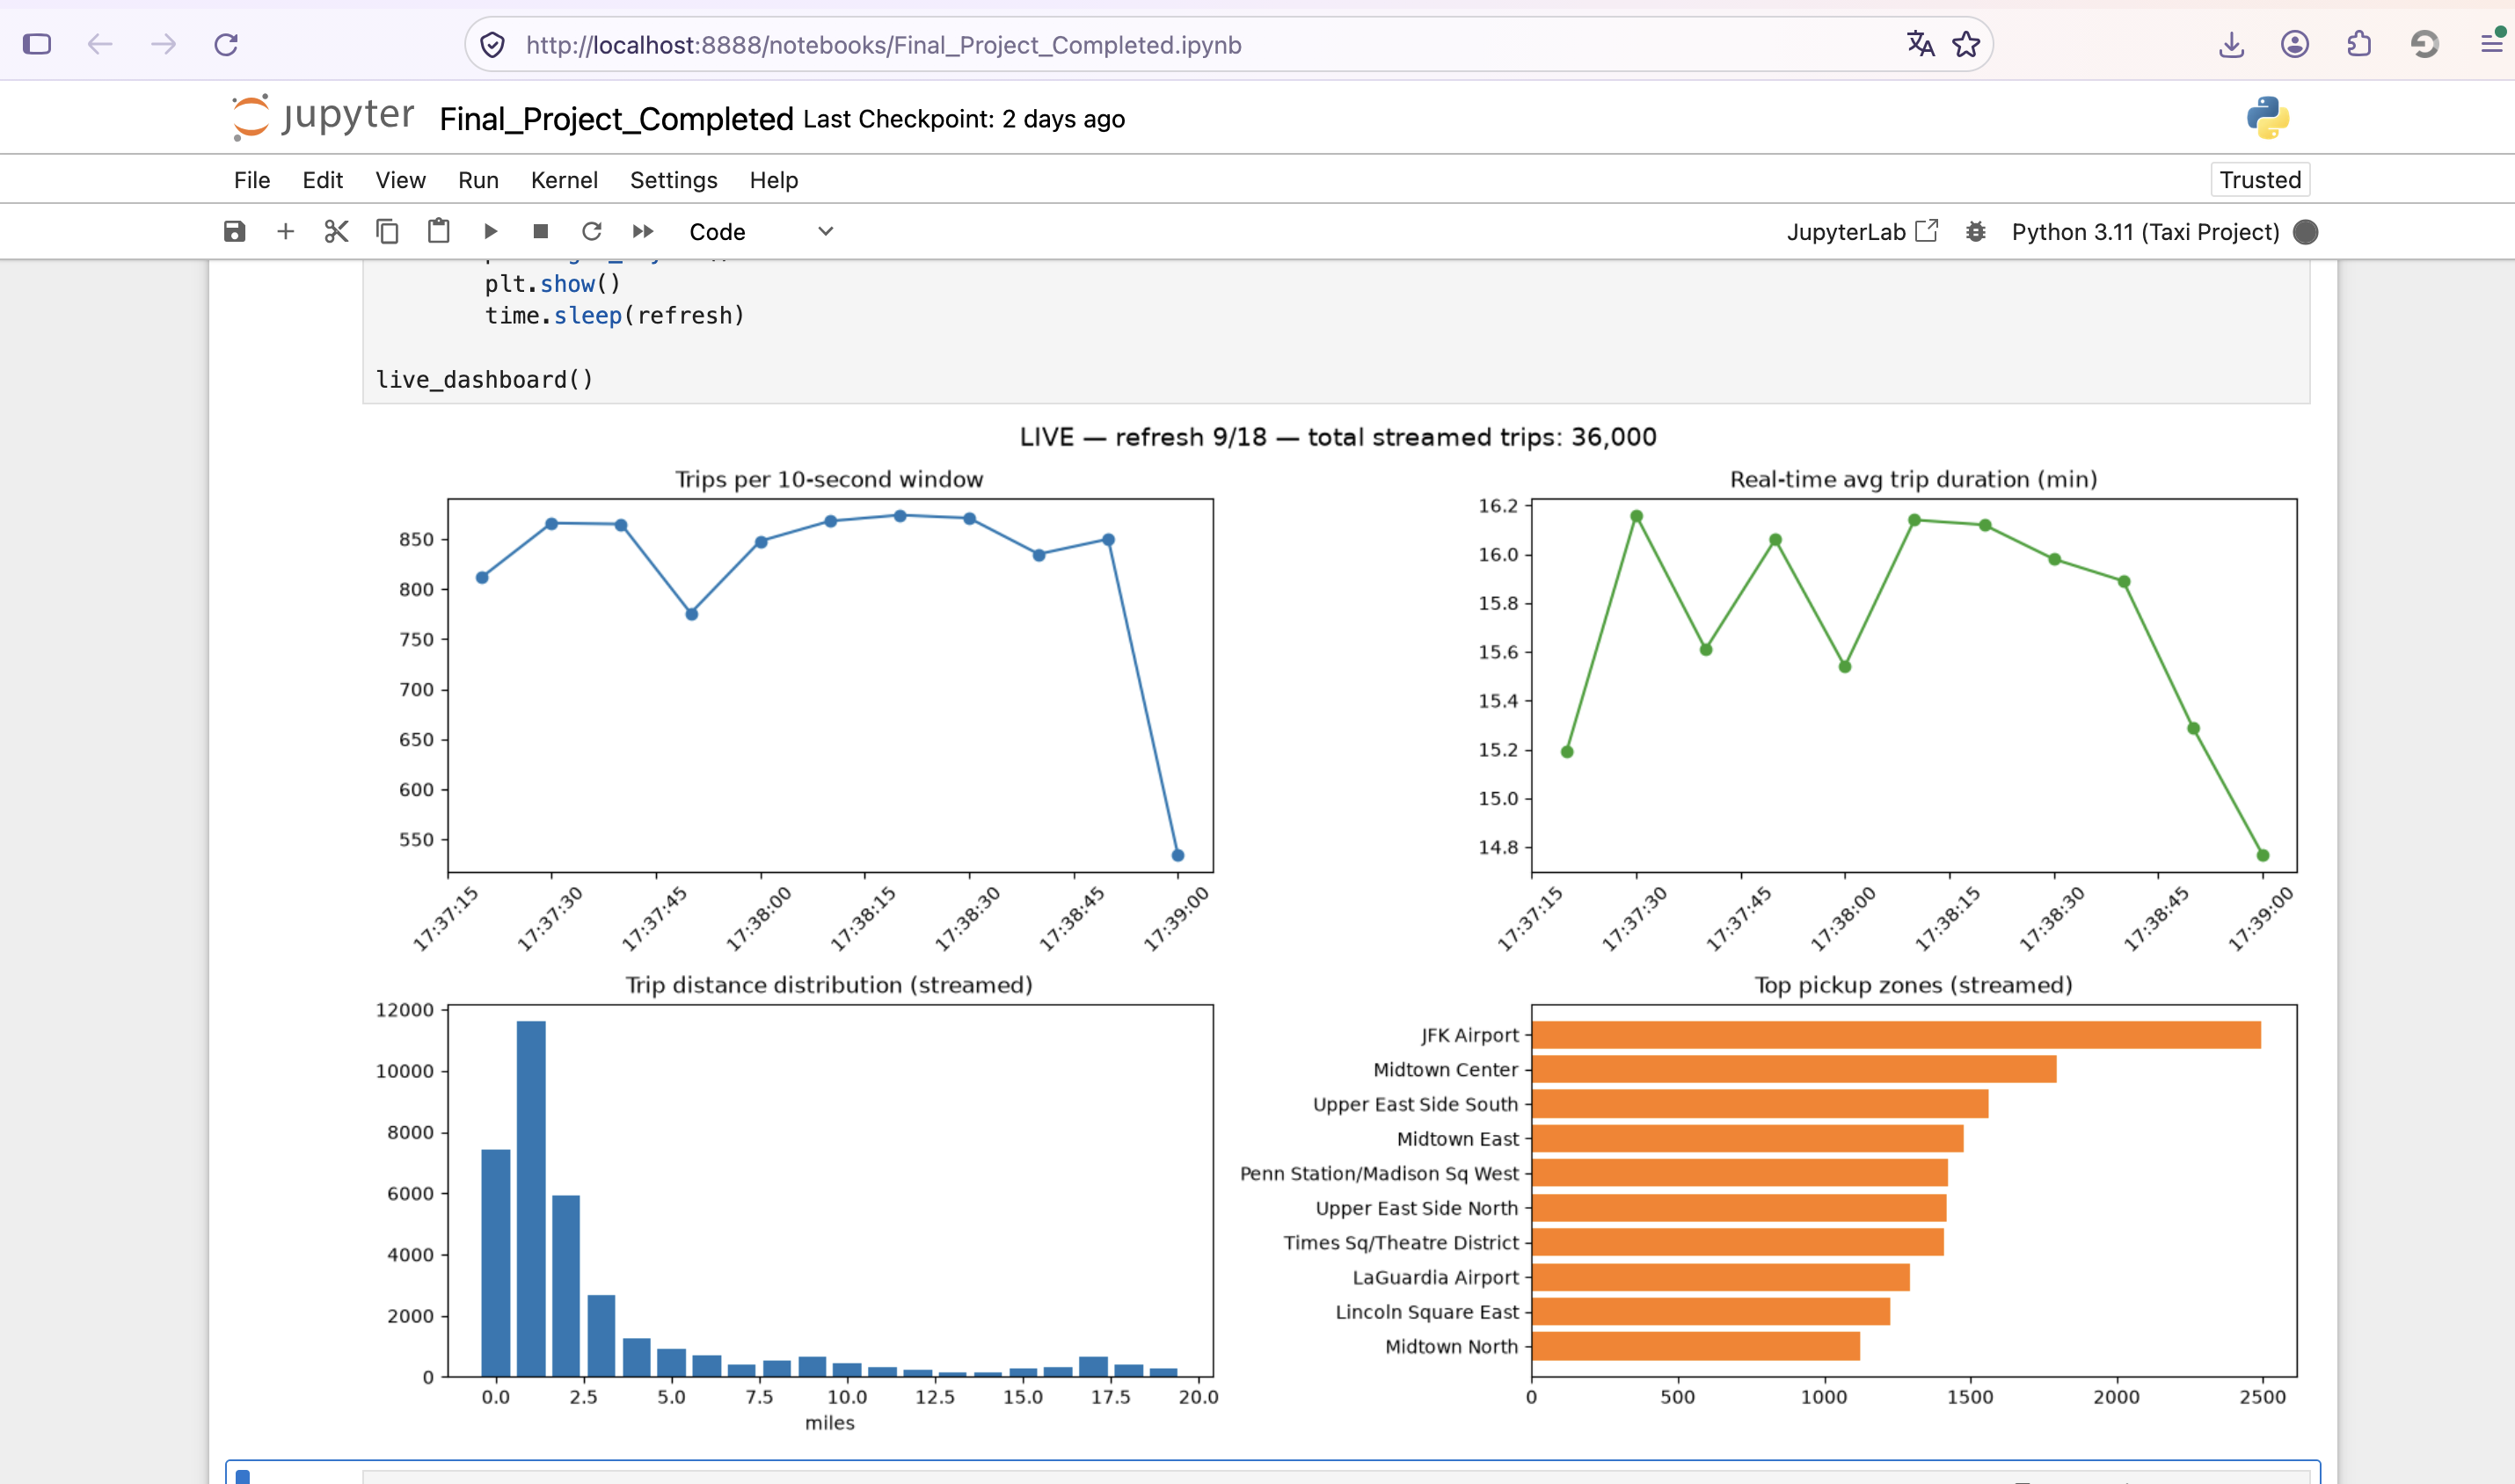 http://localhost:8888/notebooks/Final_Project_Completed.ipynb
jupyter Final_Project_Completed Last Checkpoint: 2 days ago
File Edit View Run Kernel Settings Help Trusted
Code JupyterLab Python 3.11 (Taxi Project)
plt.show()
time.sleep(refresh)
live_dashboard()
LIVE — refresh 9/18 — total streamed trips: 36,000
Trips per 10-second window
850
800
750
700
650
600
550
17:37:15 17:37:30 17:37:45 17:38:00 17:38:15 17:38:30 17:38:45 17:39:00
Real-time avg trip duration (min)
16.2
16.0
15.8
15.6
15.4
15.2
15.0
14.8
17:37:15 17:37:30 17:37:45 17:38:00 17:38:15 17:38:30 17:38:45 17:39:00
Trip distance distribution (streamed)
12000
10000
8000
6000
4000
2000
0
0.0 2.5 5.0 7.5 10.0 12.5 15.0 17.5 20.0
miles
Top pickup zones (streamed)
JFK Airport
Midtown Center
Upper East Side South
Midtown East
Penn Station/Madison Sq West
Upper East Side North
Times Sq/Theatre District
LaGuardia Airport
Lincoln Square East
Midtown North
0 500 1000 1500 2000 2500